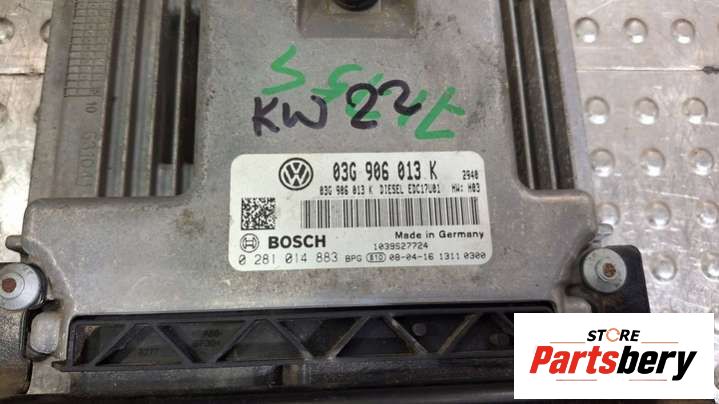 KW 22
03G 906 013 K
03G 906 013 K DIESEL EDC17U01
2940
HW: H03
BOSCH
Made in Germany
1039S27724
0 281 014 883 BPG 81D 08-04-16 1311 0300
STORE
Partsbery